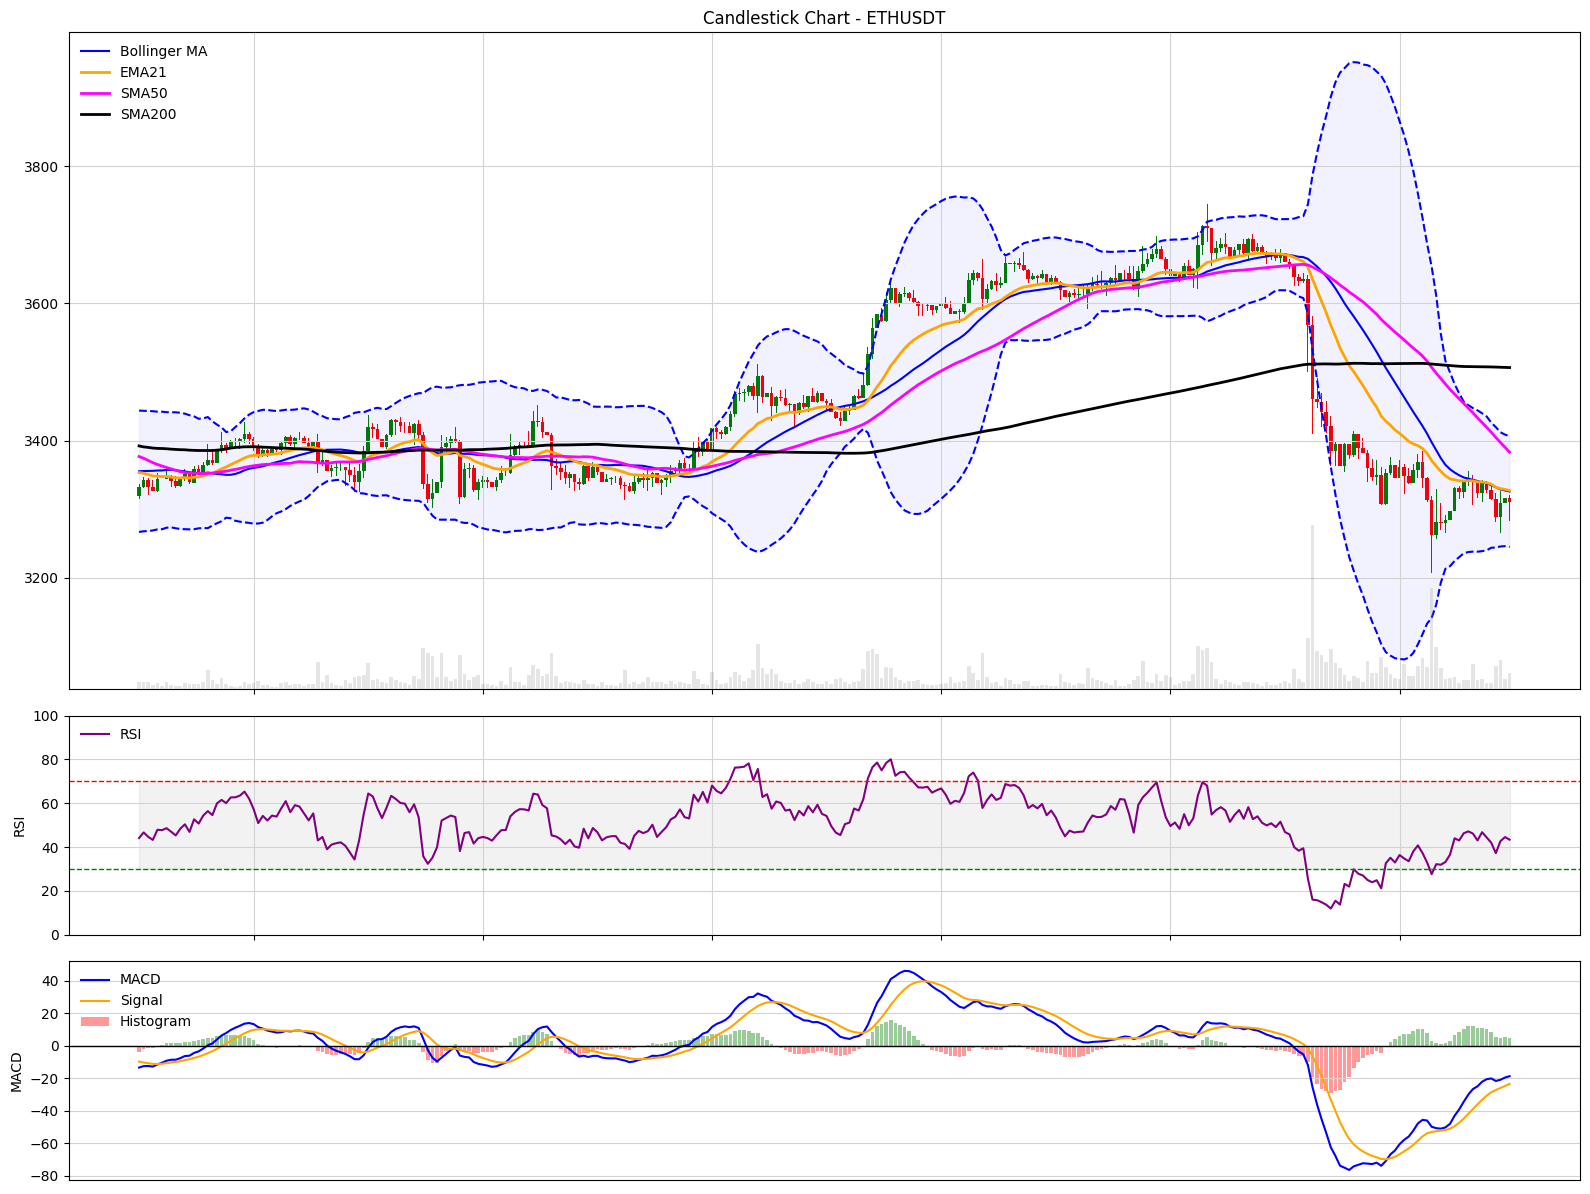 Candlestick Chart - ETHUSDT
Bollinger MA
EMA21
SMA50
SMA200
3800
3600
3400
3200
100
RSI
80
60
RSI
40
20
0
MACD
40
Signal
20
Histogram
0
MACD
−20
−40
−60
−80